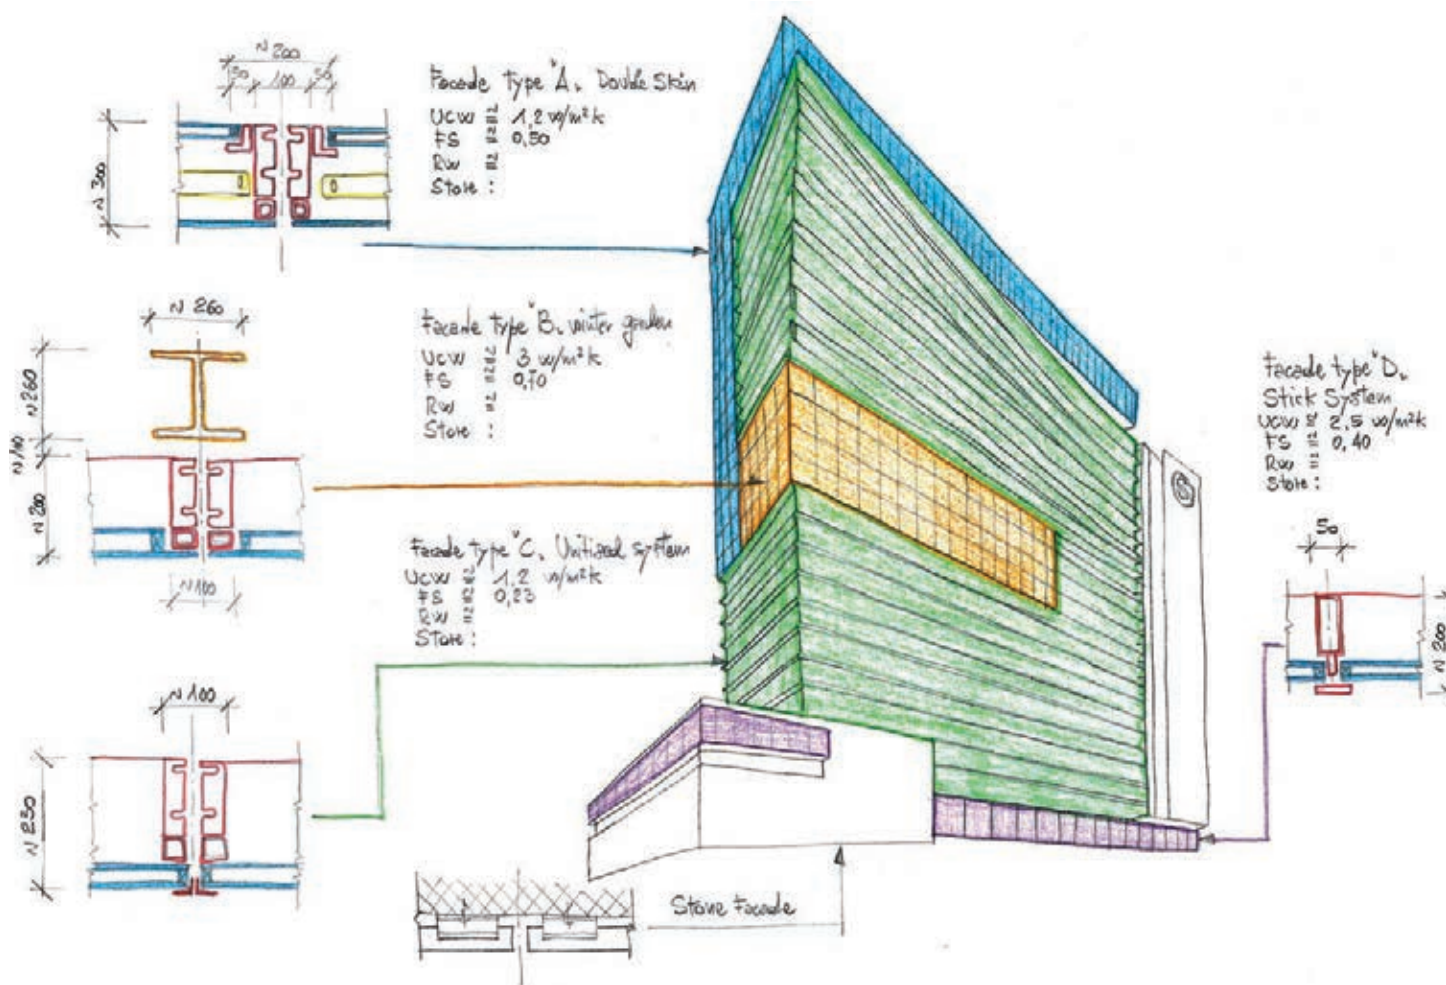 ~ 200
50 100 50
~ 300
Facade type "A" Double Skin
UCW = 1,2 w/m²k
FS = 0,50
RW =
Store :
~ 260
~ 260
~ 200
~ 100
Facade type "B" winter garden
UCW = 3 w/m²k
FS = 0,70
RW =
Store :
Facade type "C" Unitized system
UCW = 1,2 w/m²k
FS = 0,23
RW =
Store :
~ 100
~ 230
Facade type "D"
Stick System
UCW = 2,5 w/m²k
FS = 0,40
RW =
Store :
50
~ 200
Stone Facade